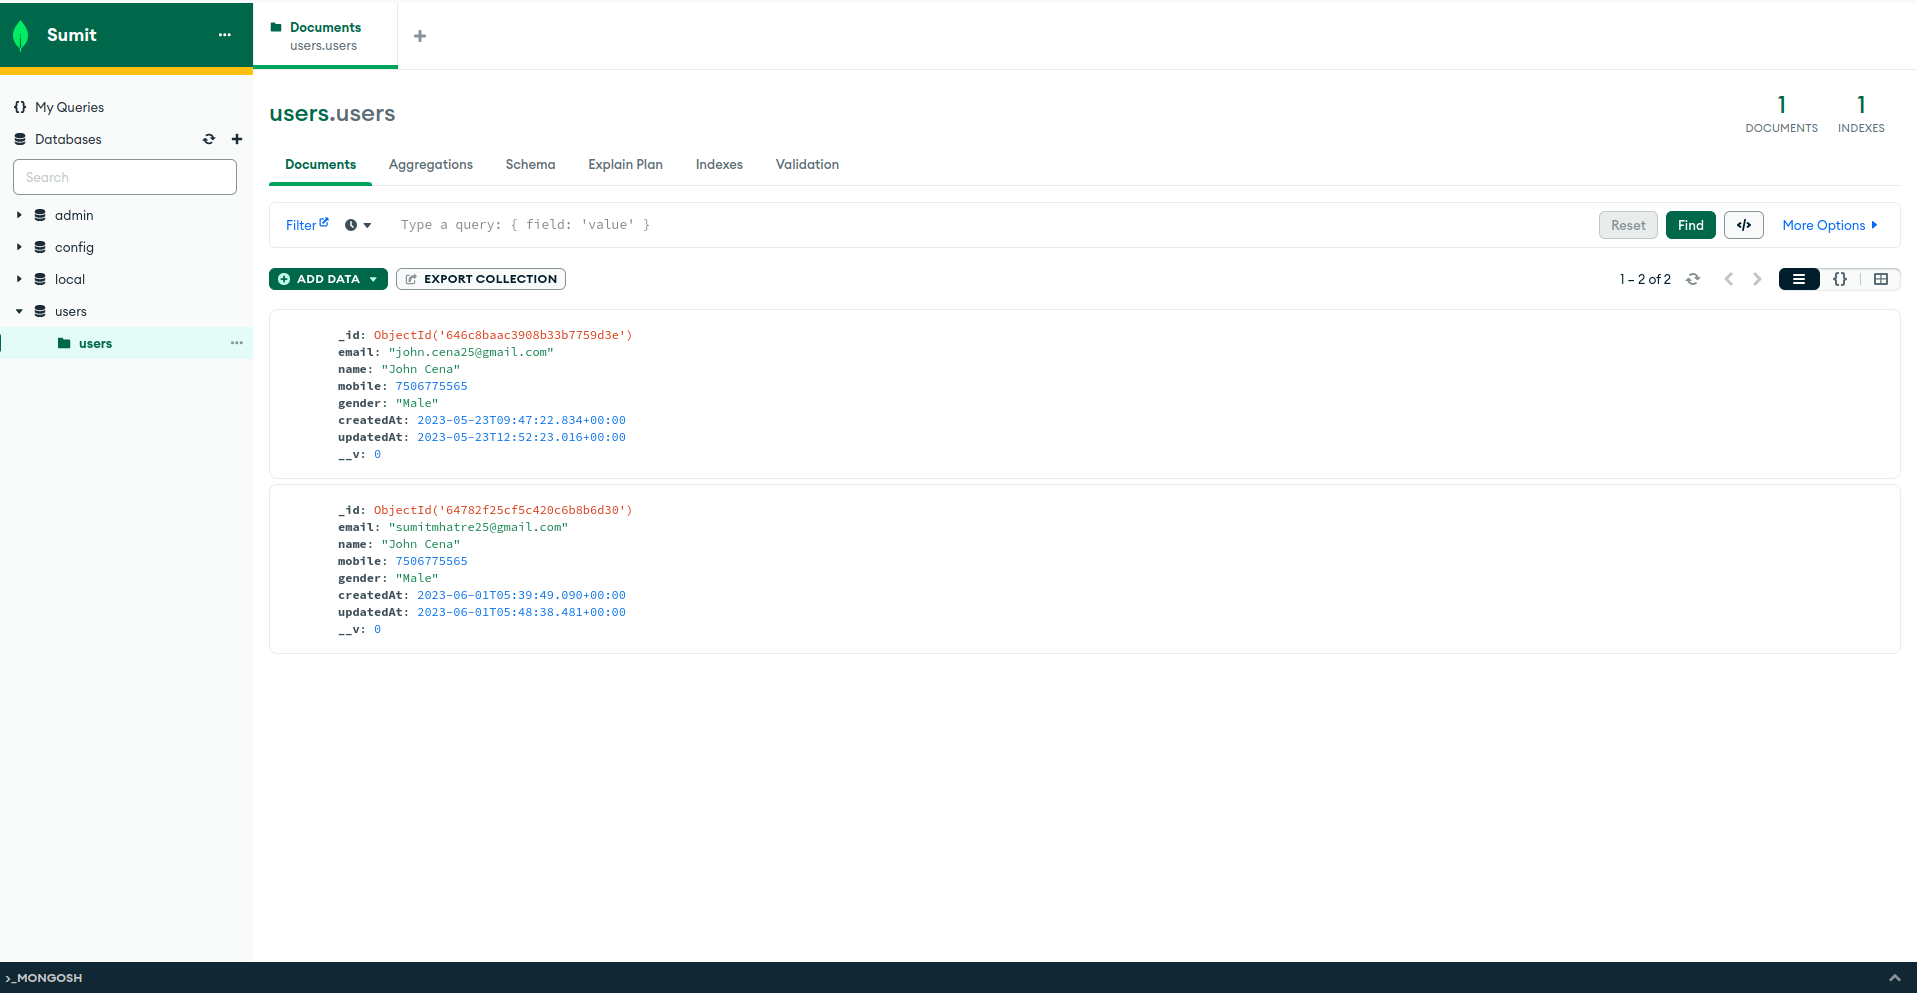 Sumit
Documents
users.users
My Queries
Databases
Search
admin
config
local
users
users
users.users
1
DOCUMENTS
1
INDEXES
Documents Aggregations Schema Explain Plan Indexes Validation
Filter Type a query: { field: 'value' } Reset Find </> More Options
ADD DATA EXPORT COLLECTION 1 – 2 of 2 {}
_id: ObjectId('646c8baac3908b33b7759d3e')
email: "john.cena25@gmail.com"
name: "John Cena"
mobile: 7506775565
gender: "Male"
createdAt: 2023-05-23T09:47:22.834+00:00
updatedAt: 2023-05-23T12:52:23.016+00:00
__v: 0
_id: ObjectId('64782f25cf5c420c6b8b6d30')
email: "sumitmhatre25@gmail.com"
name: "John Cena"
mobile: 7506775565
gender: "Male"
createdAt: 2023-06-01T05:39:49.090+00:00
updatedAt: 2023-06-01T05:48:38.481+00:00
__v: 0
>_MONGOSH